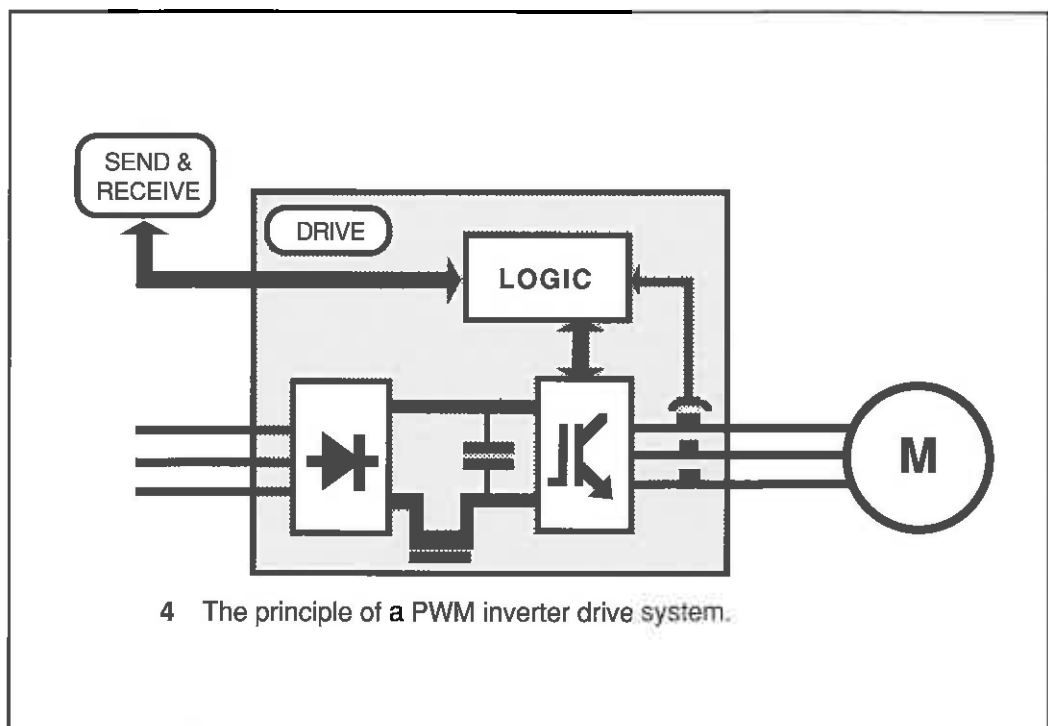 SEND &
RECEIVE
DRIVE
LOGIC
M
4 The principle of a PWM inverter drive system.